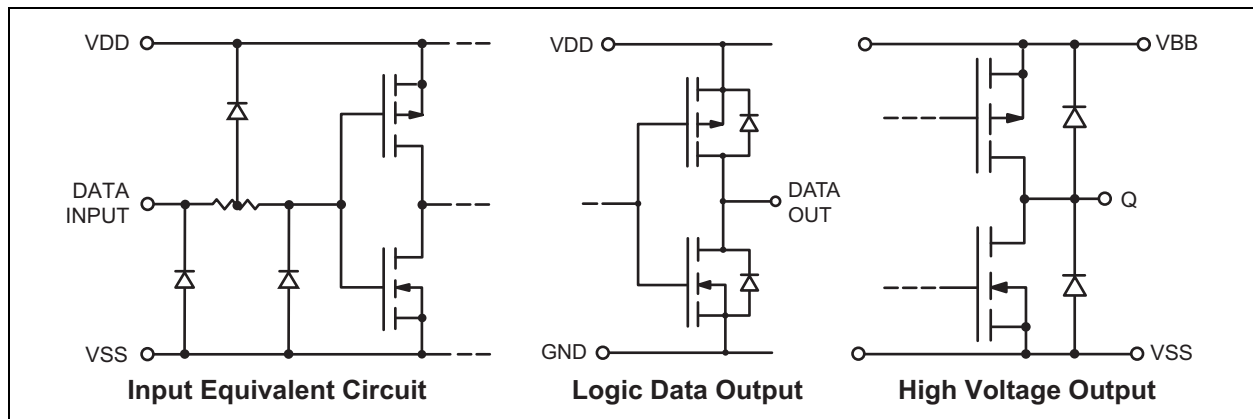 VDD
DATA
INPUT
VSS
Input Equivalent Circuit
VDD
DATA
OUT
GND
Logic Data Output
VBB
Q
VSS
High Voltage Output